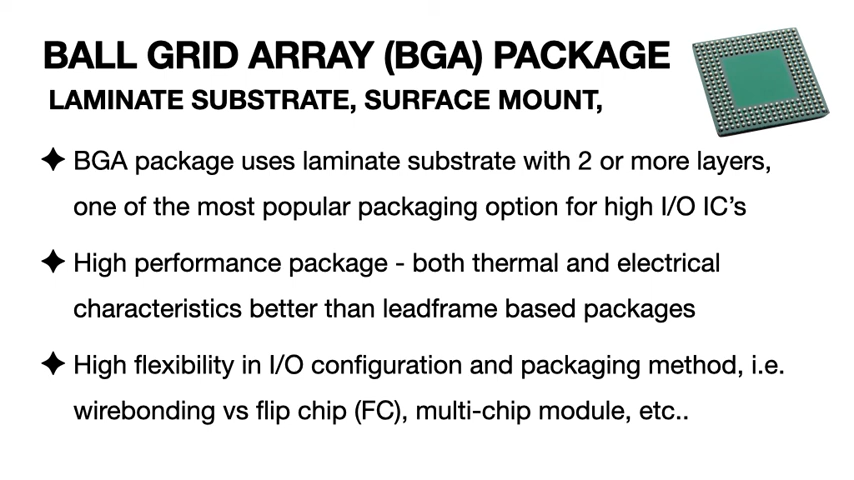 BALL GRID ARRAY (BGA) PACKAGE
LAMINATE SUBSTRATE, SURFACE MOUNT,
✦ BGA package uses laminate substrate with 2 or more layers,
one of the most popular packaging option for high I/O IC’s
✦ High performance package - both thermal and electrical
characteristics better than leadframe based packages
✦ High flexibility in I/O configuration and packaging method, i.e.
wirebonding vs flip chip (FC), multi-chip module, etc..